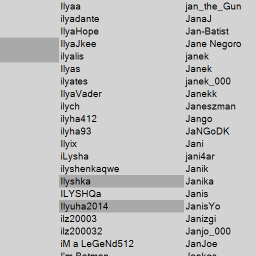 Ilyaa jan_the_Gun
ilyadante JanaJ
IlyaHope Jan-Batist
IlyaJkee Jane Negoro
ilyalis janek
Ilyas Janek
ilyates janek_000
IlyaVader Janekk
ilych Janeszman
ilyha412 Jango
ilyha93 JaNGoDK
Ilyix Jani
iLysha jani4ar
ilyshenkaqwe Janik
Ilyshka Janika
ILYSHQa Janis
Ilyuha2014 JanisYo
ilz20003 Janizgi
ilz200032 Janjo_000
iM a LeGeNd512 JanJoe
I'm Batman